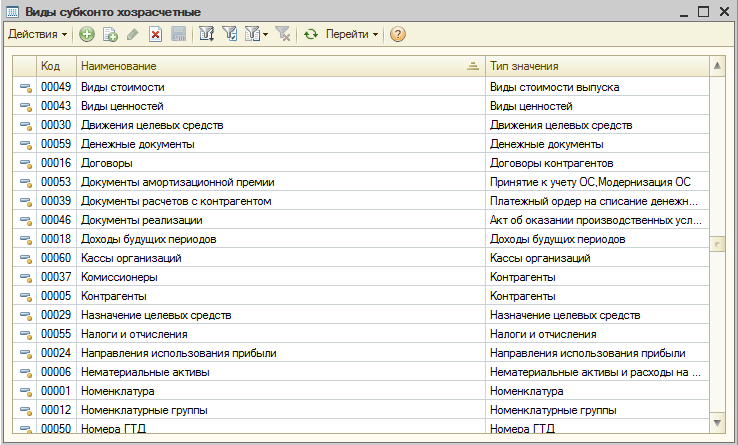 Виды субконто хозрасчетные
Действия Перейти ?
Код Наименование Тип значения
00049 Виды стоимости Виды стоимости выпуска
00043 Виды ценностей Виды ценностей
00030 Движения целевых средств Движения целевых средств
00059 Денежные документы Денежные документы
00016 Договоры Договоры контрагентов
00053 Документы амортизационной премии Принятие к учету ОС,Модернизация ОС
00039 Документы расчетов с контрагентом Платежный ордер на списание денежн...
00046 Документы реализации Акт об оказании производственных усл...
00018 Доходы будущих периодов Доходы будущих периодов
00060 Кассы организаций Кассы организаций
00037 Комиссионеры Контрагенты
00005 Контрагенты Контрагенты
00029 Назначение целевых средств Назначение целевых средств
00055 Налоги и отчисления Налоги и отчисления
00024 Направления использования прибыли Направления использования прибыли
00006 Нематериальные активы Нематериальные активы и расходы на ...
00001 Номенклатура Номенклатура
00012 Номенклатурные группы Номенклатурные группы
00050 Номера ГТД Номера ГТД